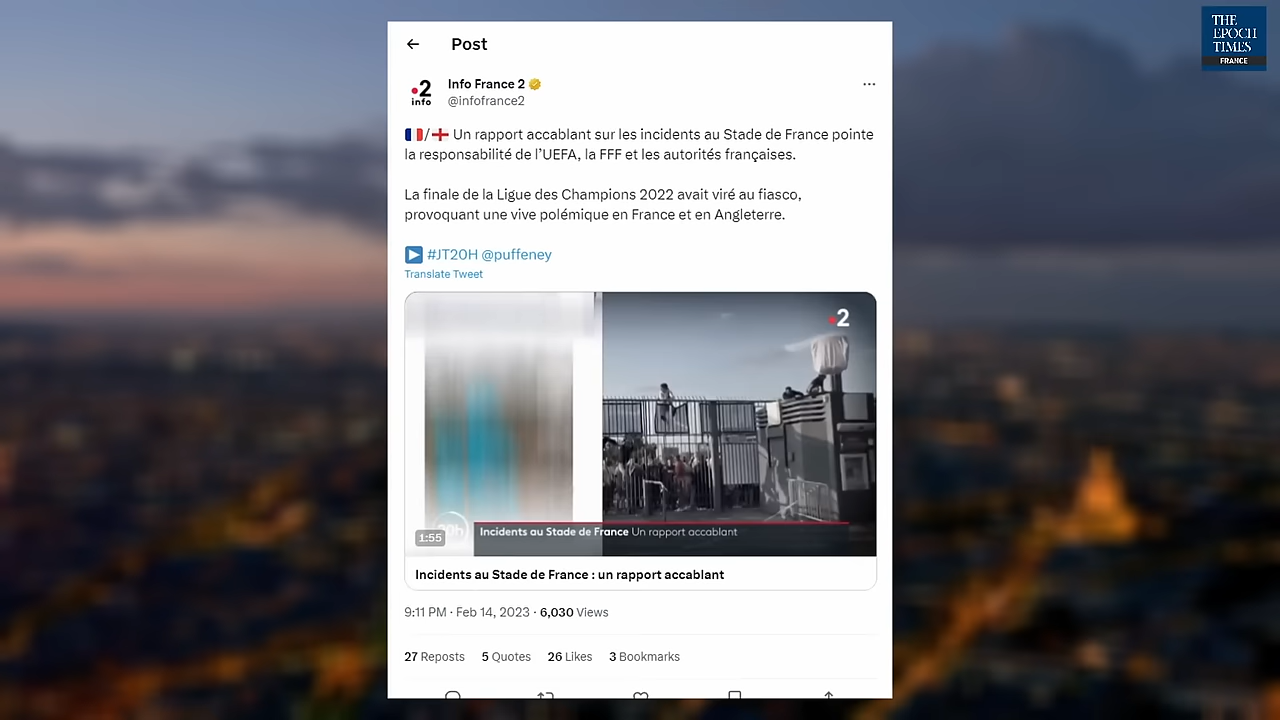 THE
EPOCH
TIMES
FRANCE
Post
2
info
Info France 2
@infofrance2
🇫🇷/🏴󠁧󠁢󠁥󠁮󠁧󠁿 Un rapport accablant sur les incidents au Stade de France pointe
la responsabilité de l’UEFA, la FFF et les autorités françaises.
La finale de la Ligue des Champions 2022 avait viré au fiasco,
provoquant une vive polémique en France et en Angleterre.
▶️ #JT20H @puffeney
Translate Tweet
2
20h
Incidents au Stade de France Un rapport accablant
1:55
Incidents au Stade de France : un rapport accablant
9:11 PM · Feb 14, 2023 · 6,030 Views
27 Reposts 5 Quotes 26 Likes 3 Bookmarks